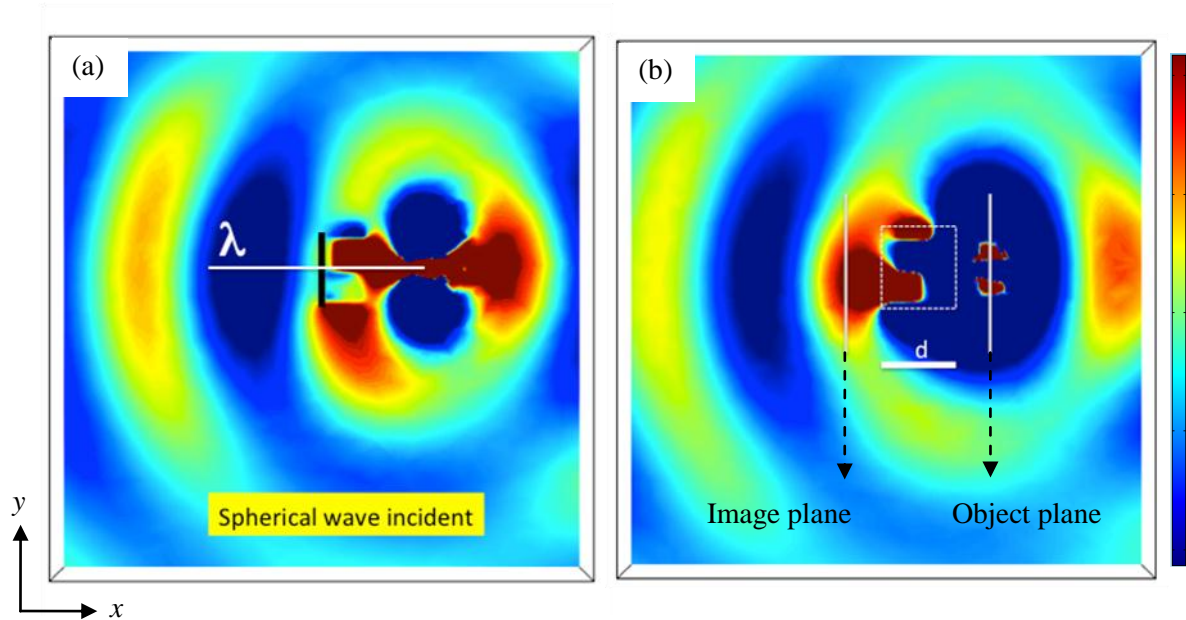 (a)
(b)
λ
d
Image plane
Object plane
Spherical wave incident
y
x